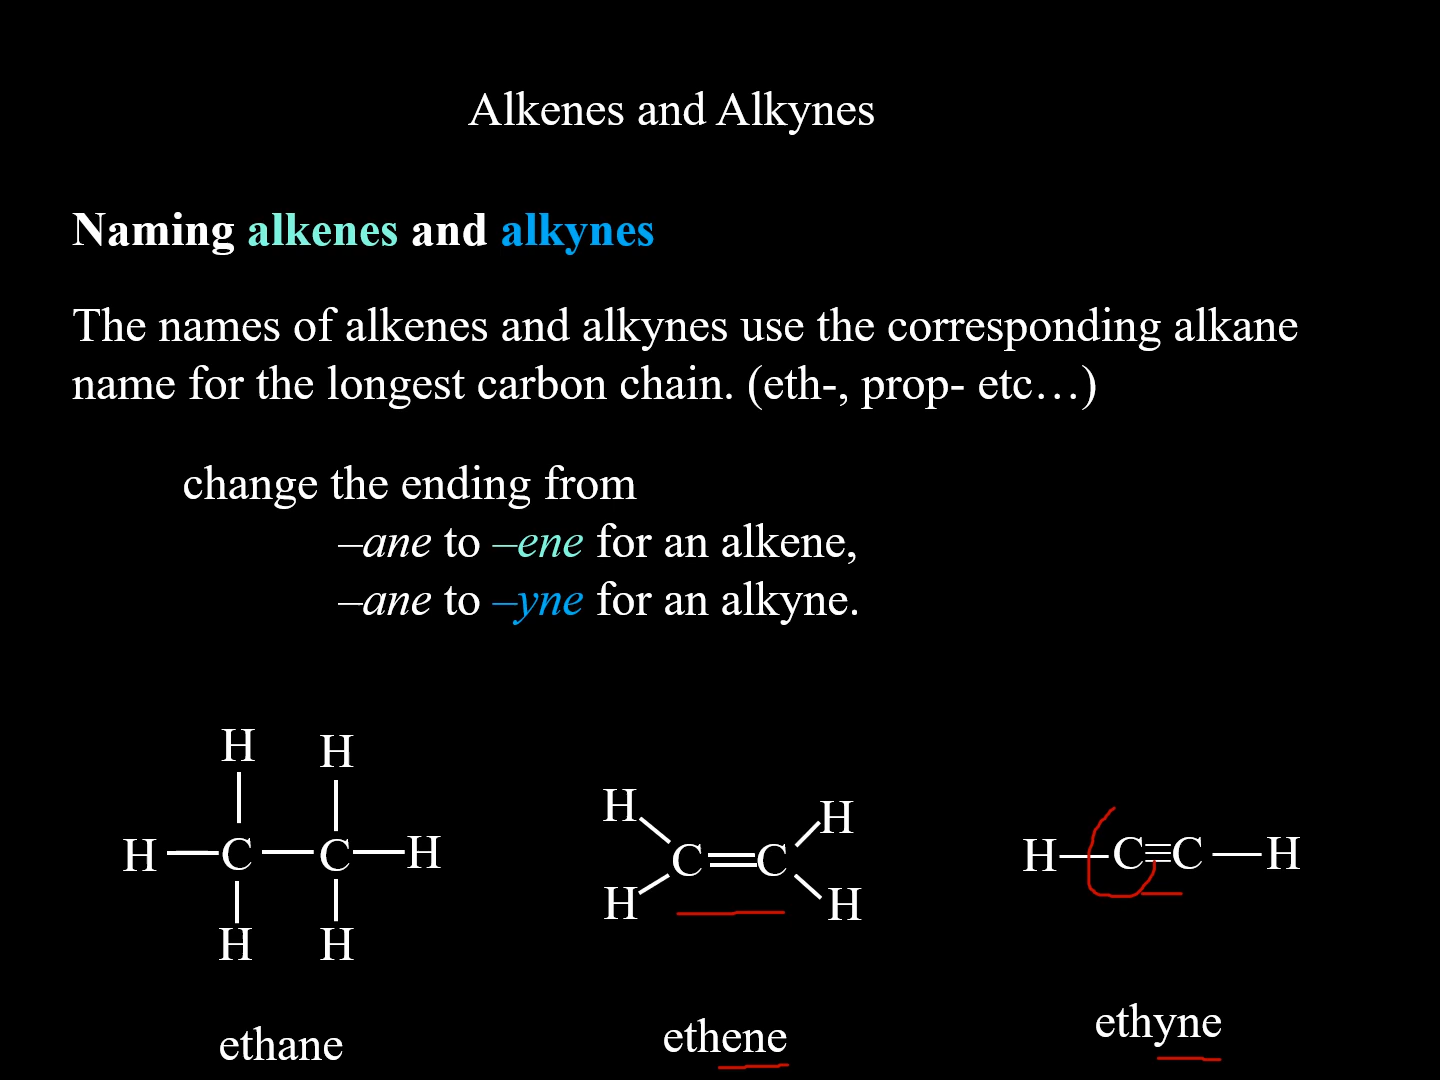 Alkenes and Alkynes
Naming alkenes and alkynes
The names of alkenes and alkynes use the corresponding alkane
name for the longest carbon chain. (eth-, prop- etc…)
change the ending from
–ane to –ene for an alkene,
–ane to –yne for an alkyne.
H H
H C C H
H H
ethane
H H
C C
H H
ethene
H C≡C H
ethyne